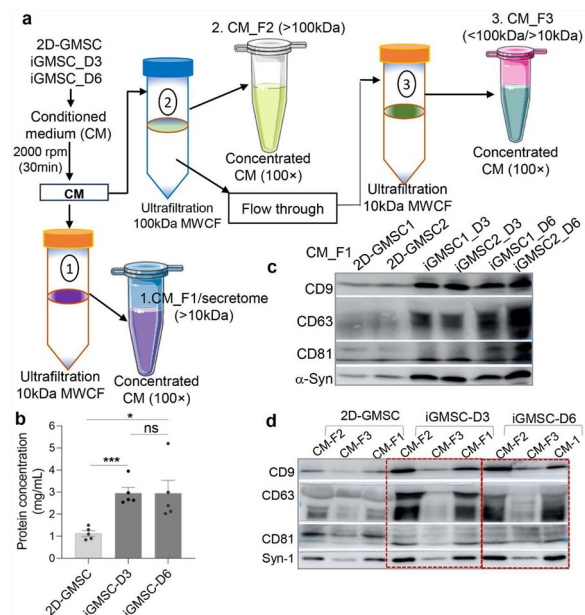 a
2D-GMSC
iGMSC_D3
iGMSC_D6
Conditioned
medium (CM)
2000 rpm
(30min)
CM
1
Ultrafiltration
10kDa MWCF
1.CM_F1/secretome
(>10kDa)
Concentrated
CM (100×)
2
Ultrafiltration
100kDa MWCF
2. CM_F2 (>100kDa)
Concentrated
CM (100×)
Flow through
3
Ultrafiltration
10kDa MWCF
3. CM_F3
(<100kDa/>10kDa)
Concentrated
CM (100×)
b
Protein concentration
(mg/mL)
6
5
4
3
2
1
0
*
ns
***
2D-GMSC
iGMSC-D3
iGMSC-D6
c
CM_F1
2D-GMSC1
2D-GMSC2
iGMSC1_D3
iGMSC2_D3
iGMSC1_D6
iGMSC2_D6
CD9
CD63
CD81
α-Syn
d
2D-GMSC
iGMSC-D3
iGMSC-D6
CM-F2
CM-F3
CM-F1
CM-F2
CM-F3
CM-F1
CM-F2
CM-F3
CM-1
CD9
CD63
CD81
Syn-1